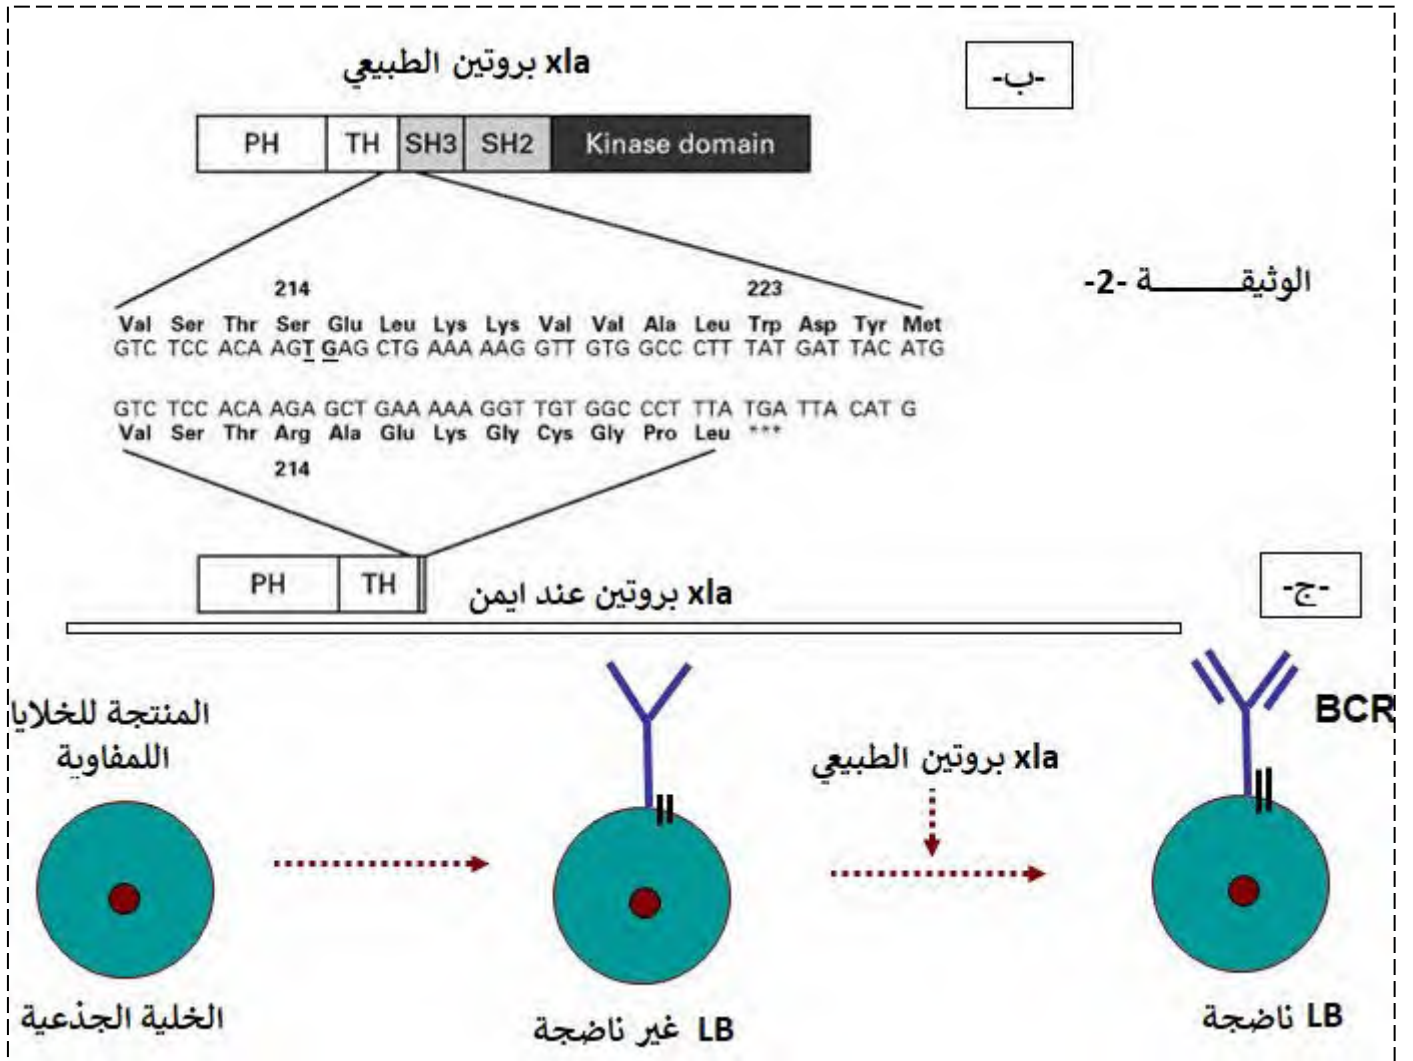 -ب-
بروتين الطبيعي xla
PH TH SH3 SH2 Kinase domain
الوثيقـــــــــة -2-
214 223
Val Ser Thr Ser Glu Leu Lys Lys Val Val Ala Leu Trp Asp Tyr Met
GTC TCC ACA AGT GAG CTG AAA AAG GTT GTG GCC CTT TAT GAT TAC ATG
GTC TCC ACA AGA GCT GAA AAA GGT TGT GGC CCT TTA TGA TTA CAT G
Val Ser Thr Arg Ala Glu Lys Gly Cys Gly Pro Leu ***
214
PH TH
بروتين عند ايمن xla
-ج-
المنتجة للخلايا
اللمفاوية
بروتين الطبيعي xla
BCR
الخلية الجذعية
LB غير ناضجة
LB ناضجة